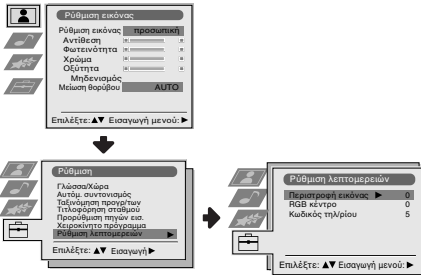 Ρύθμιση εικόνας
Ρύθμιση εικόνας προσωπική
Αντίθεση
Φωτεινότητα
Χρώμα
Οξύτητα
Μηδενισμός
Μείωση θορύβου AUTO
Επιλέξτε: ▲▼ Εισαγωγή μενού: ►
Ρύθμιση
Γλώσσα/Χώρα
Αυτόμ. συντονισμός
Ταξινόμηση προγρ/των
Τιτλοφόρηση σταθμού
Προρύθμιση πηγών εισ.
Χειροκίνητο πρόγραμμα
Ρύθμιση λεπτομερειών ►
Επιλέξτε: ▲▼ Εισαγωγή ►
Ρύθμιση λεπτομερειών
Περιστροφή εικόνας ► 0
RGB κέντρο 0
Κωδικός τηλ/ρίου 5
Επιλέξτε: ▲▼ Εισαγωγή μενού: ►